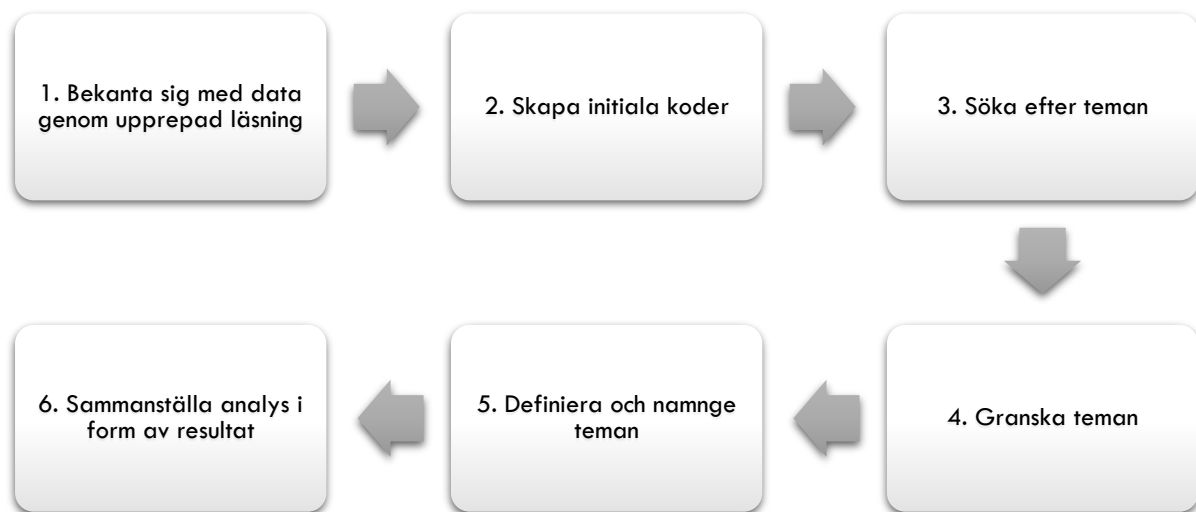 1. Bekanta sig med data
genom upprepad läsning
2. Skapa initiala koder
3. Söka efter teman
4. Granska teman
5. Definiera och namnge
teman
6. Sammanställa analys i
form av resultat